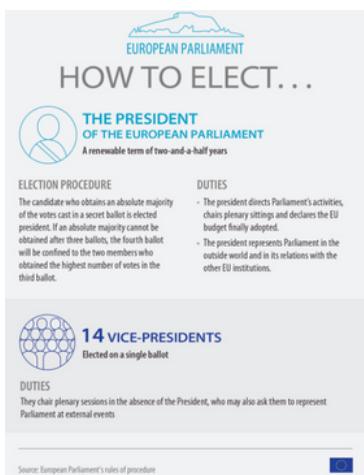 EUROPEAN PARLIAMENT
HOW TO ELECT...
THE PRESIDENT
OF THE EUROPEAN PARLIAMENT
A renewable term of two-and-a-half years
ELECTION PROCEDURE
The candidate who obtains an absolute majority
of the votes cast in a secret ballot is elected
president. If an absolute majority cannot be
obtained after three ballots, the fourth ballot
will be confined to the two members who
obtained the highest number of votes in the
third ballot.
DUTIES
- The president directs Parliament's activities,
chairs plenary sittings and declares the EU
budget finally adopted.
- The president represents Parliament in the
outside world and in its relations with the
other EU institutions.
14 VICE-PRESIDENTS
Elected on a single ballot
DUTIES
They chair plenary sessions in the absence of the President, who may also ask them to represent
Parliament at external events
Source: European Parliament's rules of procedure